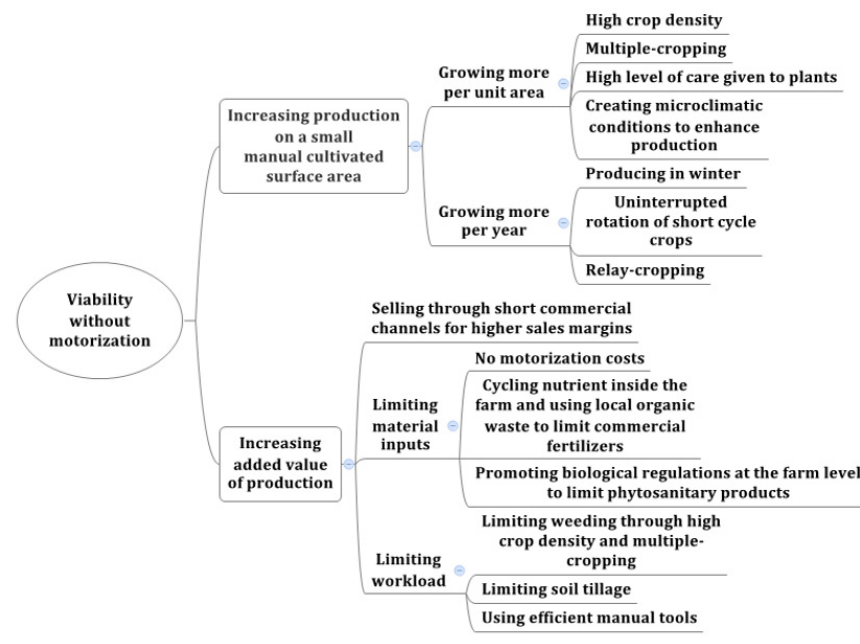 High crop density
Multiple-cropping
Growing more
per unit area
High level of care given to plants
Creating microclimatic
conditions to enhance
production
Increasing production
on a small
manual cultivated
surface area
Producing in winter
Growing more
per year
Uninterrupted
rotation of short cycle
crops
Relay-cropping
Viability
without
motorization
Selling through short commercial
channels for higher sales margins
No motorization costs
Limiting
material
inputs
Cycling nutrient inside the
farm and using local organic
waste to limit commercial
fertilizers
Increasing
added value
of production
Promoting biological regulations at the farm level
to limit phytosanitary products
Limiting
workload
Limiting weeding through high
crop density and multiple-
cropping
Limiting soil tillage
Using efficient manual tools